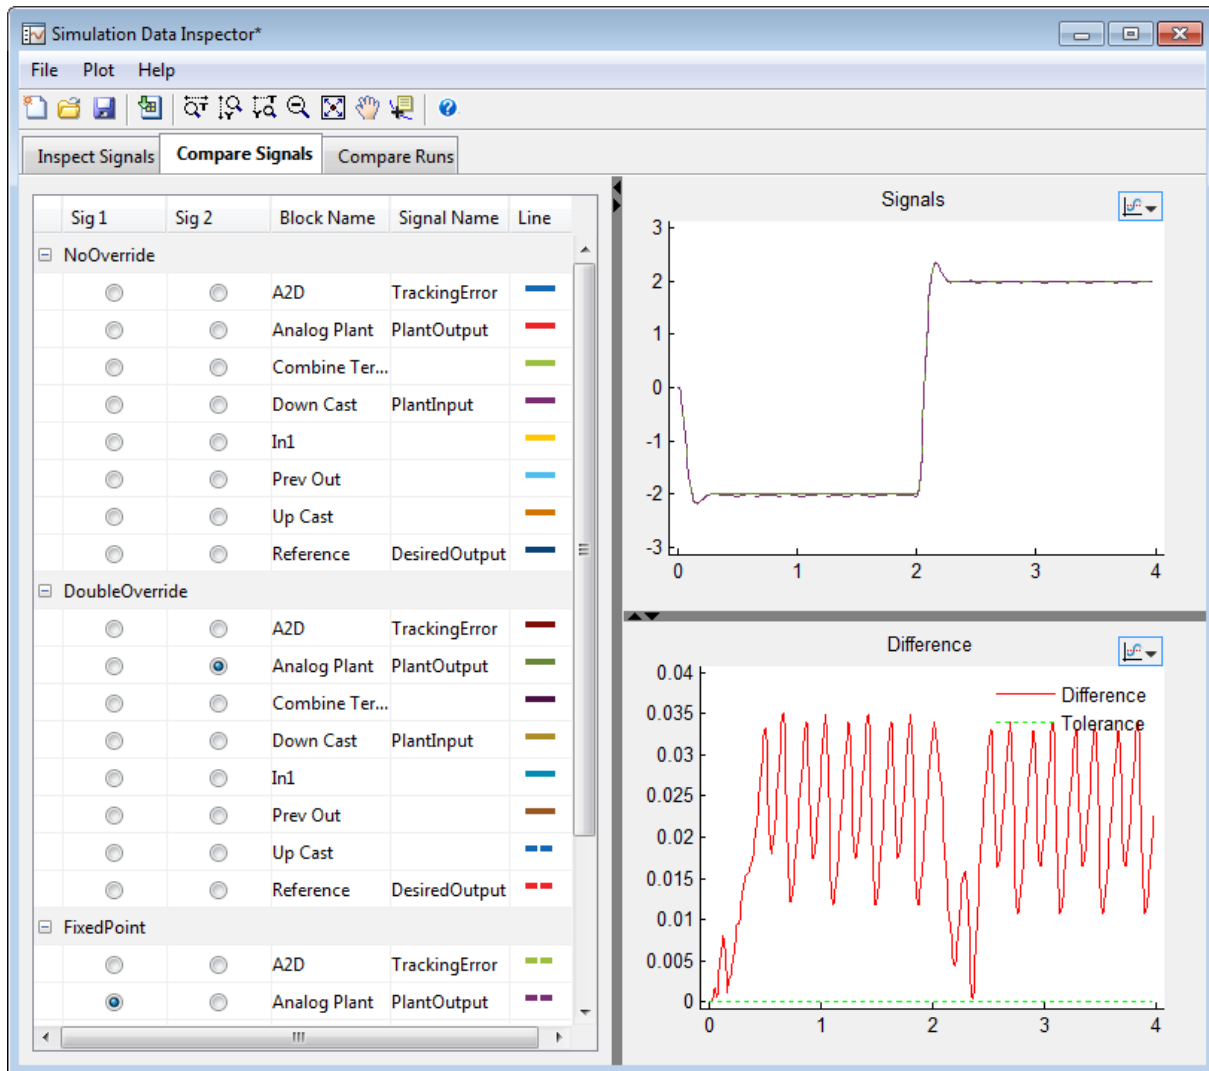 Simulation Data Inspector*
File Plot Help
Inspect Signals Compare Signals Compare Runs
Sig 1 Sig 2 Block Name Signal Name Line
NoOverride
A2D TrackingError
Analog Plant PlantOutput
Combine Ter...
Down Cast PlantInput
In1
Prev Out
Up Cast
Reference DesiredOutput
DoubleOverride
A2D TrackingError
Analog Plant PlantOutput
Combine Ter...
Down Cast PlantInput
In1
Prev Out
Up Cast
Reference DesiredOutput
FixedPoint
A2D TrackingError
Analog Plant PlantOutput
Signals
3
2
1
0
-1
-2
-3
0 1 2 3 4
Difference
0.04
0.035
0.03
0.025
0.02
0.015
0.01
0.005
0
Difference
Tolerance
0 1 2 3 4